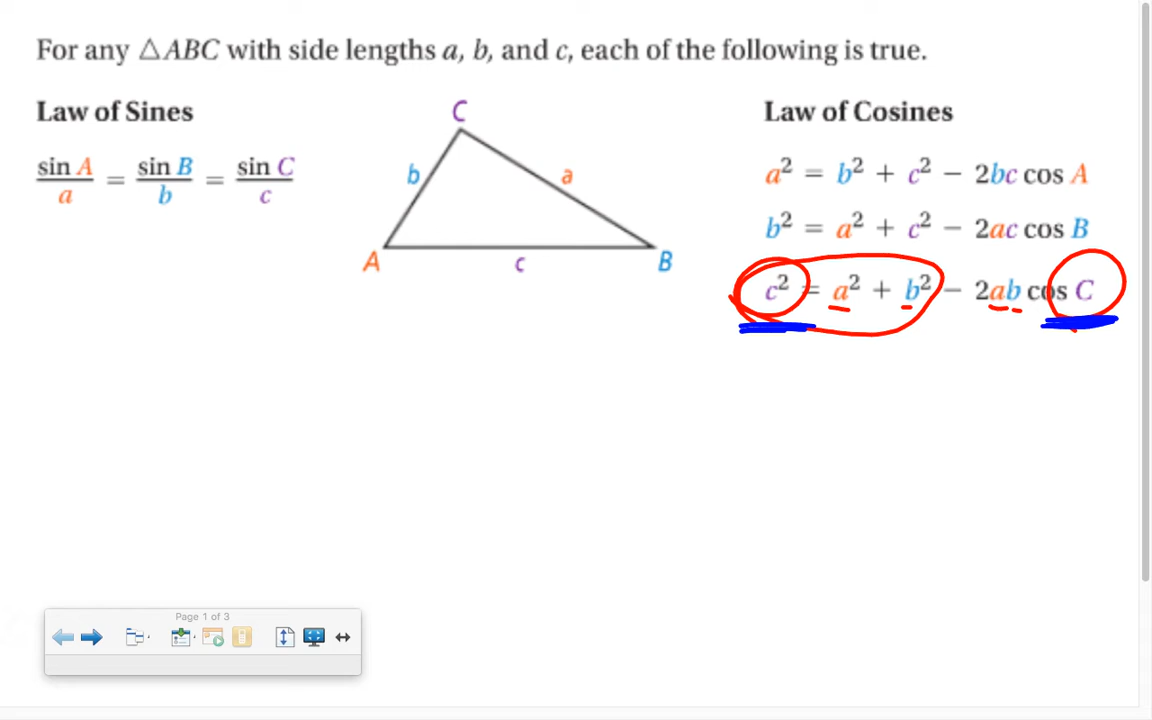 For any △ABC with side lengths a, b, and c, each of the following is true.
Law of Sines
sin A / a = sin B / b = sin C / c
C
b
a
A
c
B
Law of Cosines
a² = b² + c² − 2bc cos A
b² = a² + c² − 2ac cos B
c² = a² + b² − 2ab cos C
Page 1 of 3